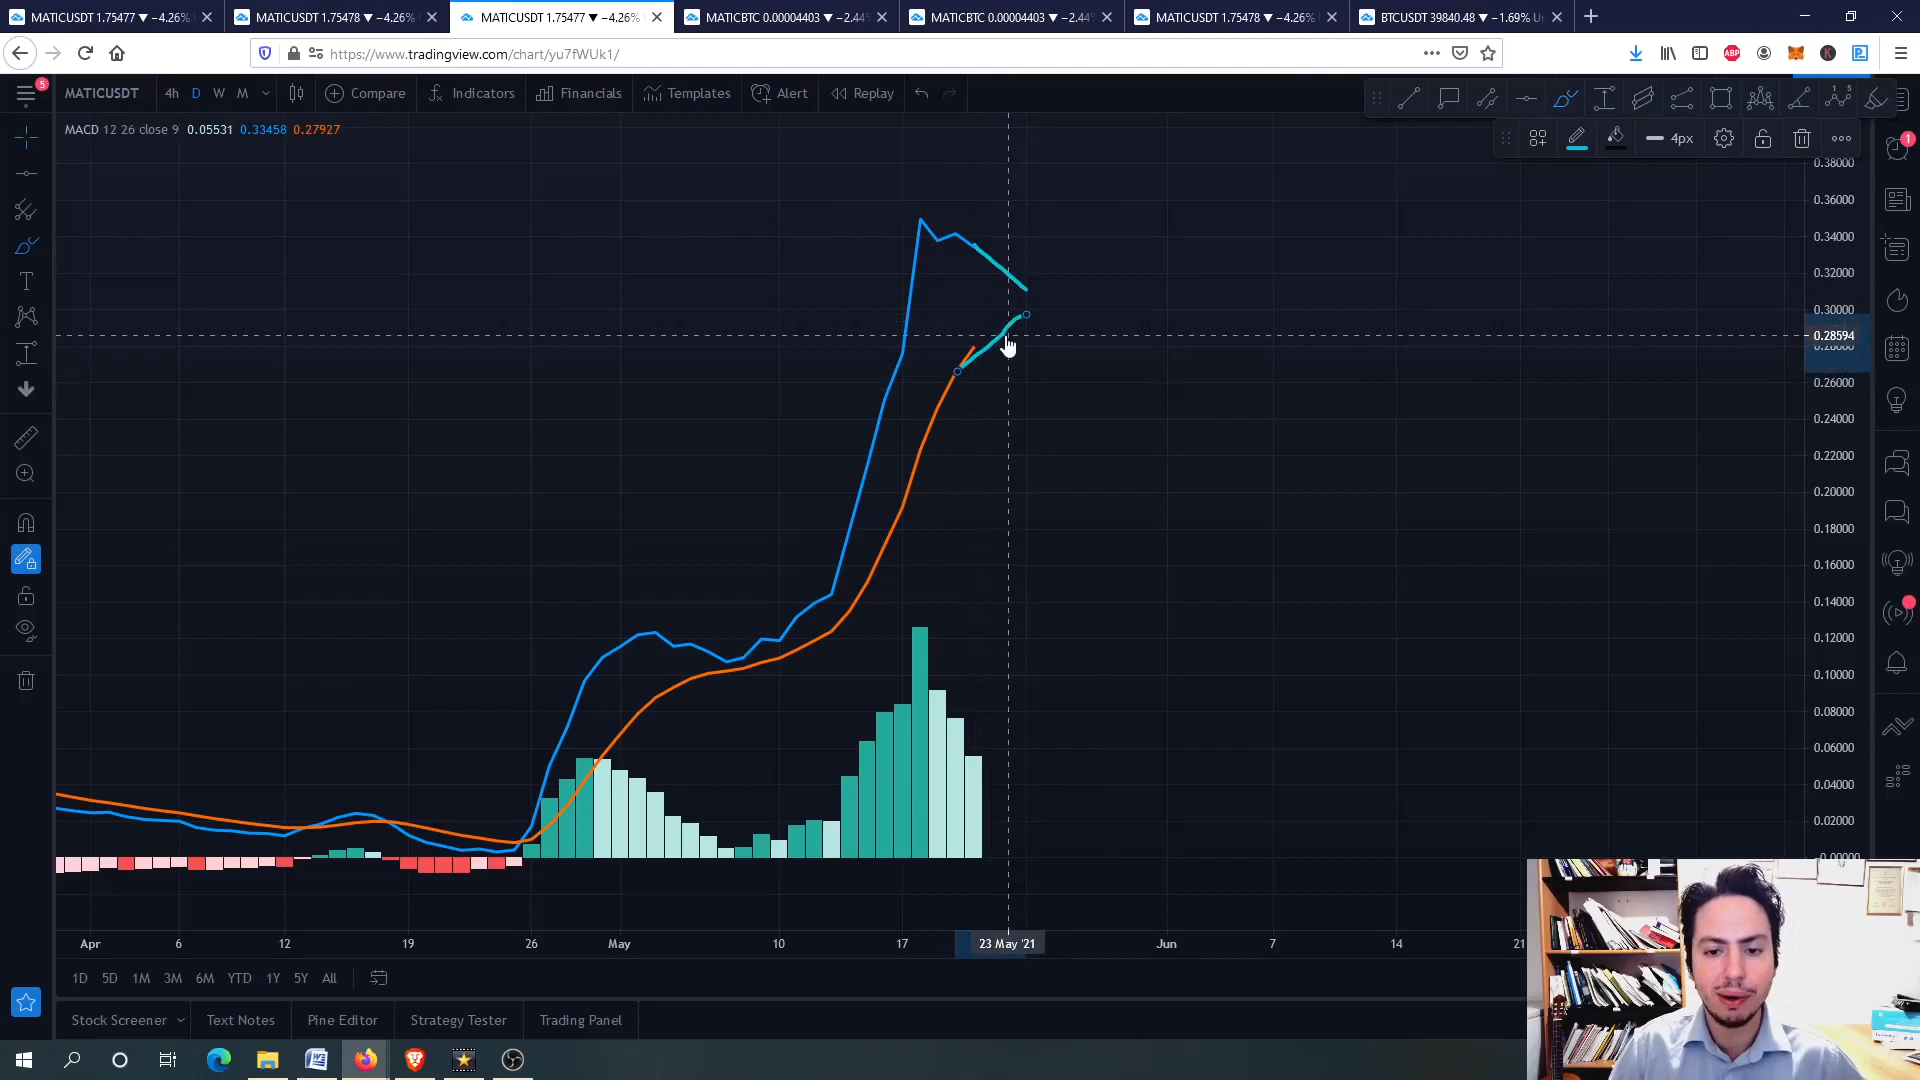 MATICUSDT 1.75477 ▼ −4.26%
MATICUSDT 1.75478 ▼ −4.26%
MATICUSDT 1.75477 ▼ −4.26%
MATICBTC 0.00004403 ▼ −2.44%
MATICBTC 0.00004403 ▼ −2.44%
MATICUSDT 1.75478 ▼ −4.26%
BTCUSDT 39840.48 ▼ −1.69% U
https://www.tradingview.com/chart/yu7fWUk1/
ABP
5
MATICUSDT
4h D W M
Compare
Indicators
Financials
Templates
Alert
Replay
4px
1
MACD 12 26 close 9 0.05531 0.33458 0.27927
0.38000
0.36000
0.34000
0.32000
0.30000
0.28594
0.28000
0.26000
0.24000
0.22000
0.20000
0.18000
0.16000
0.14000
0.12000
0.10000
0.08000
0.06000
0.04000
0.02000
0.00000
Apr 6 12 19 26 May 10 17 23 May '21 Jun 7 14 21
1D 5D 1M 3M 6M YTD 1Y 5Y All
Stock Screener Text Notes Pine Editor Strategy Tester Trading Panel